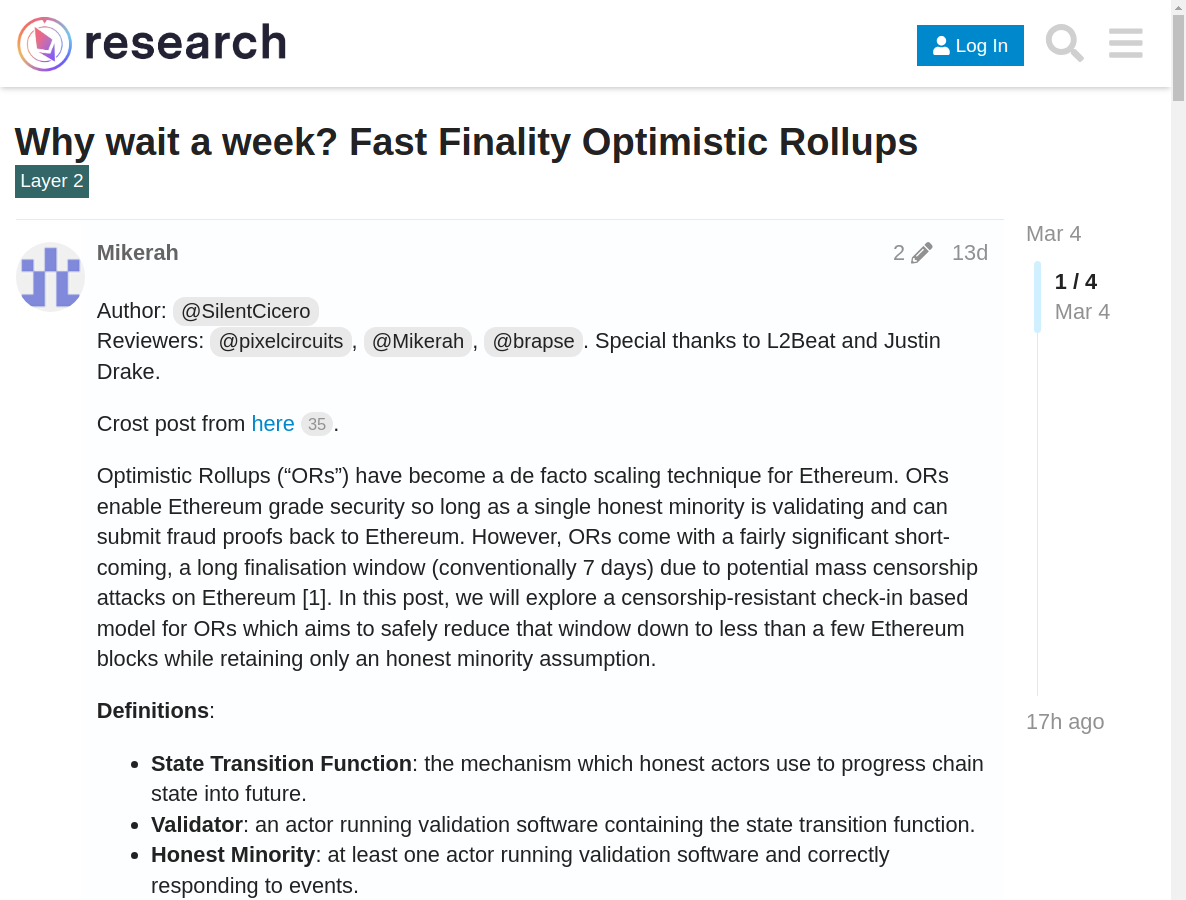 research
Log In
Why wait a week? Fast Finality Optimistic Rollups
Layer 2
Mikerah
2
13d
Author: @SilentCicero
Reviewers: @pixelcircuits, @Mikerah, @brapse. Special thanks to L2Beat and Justin
Drake.
Crost post from here 35.
Optimistic Rollups (“ORs”) have become a de facto scaling technique for Ethereum. ORs
enable Ethereum grade security so long as a single honest minority is validating and can
submit fraud proofs back to Ethereum. However, ORs come with a fairly significant short-
coming, a long finalisation window (conventionally 7 days) due to potential mass censorship
attacks on Ethereum [1]. In this post, we will explore a censorship-resistant check-in based
model for ORs which aims to safely reduce that window down to less than a few Ethereum
blocks while retaining only an honest minority assumption.
Definitions:
• State Transition Function: the mechanism which honest actors use to progress chain
state into future.
• Validator: an actor running validation software containing the state transition function.
• Honest Minority: at least one actor running validation software and correctly
responding to events.
Mar 4
1 / 4
Mar 4
17h ago